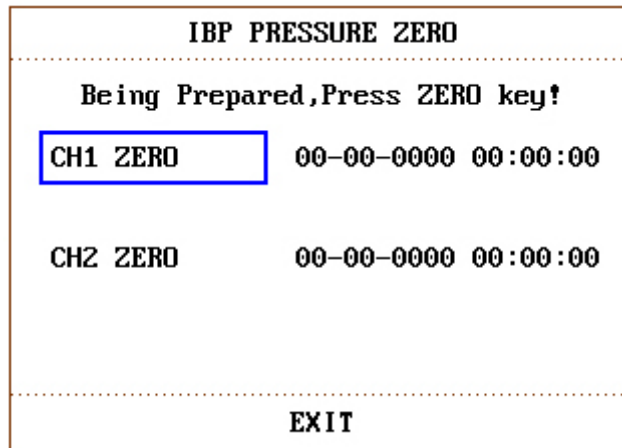 IBP PRESSURE ZERO
Being Prepared,Press ZERO key!
CH1 ZERO 00-00-0000 00:00:00
CH2 ZERO 00-00-0000 00:00:00
EXIT